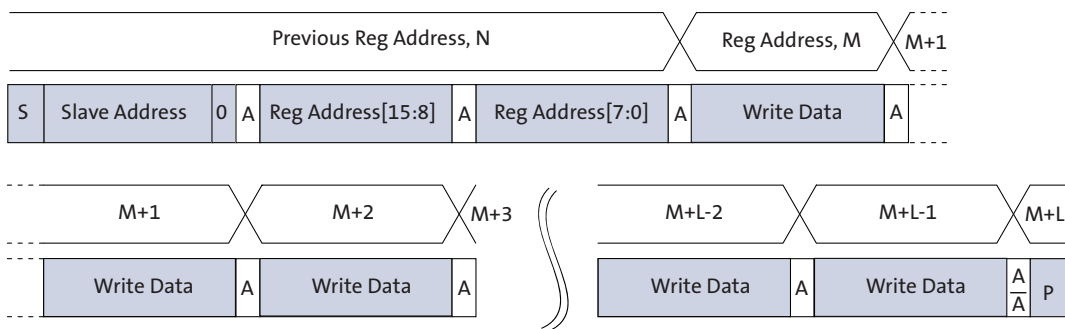 Previous Reg Address, N Reg Address, M M+1
S Slave Address 0 A Reg Address[15:8] A Reg Address[7:0] A Write Data A
M+1 M+2 M+3 M+L-2 M+L-1 M+L
Write Data A Write Data A Write Data A Write Data A/A̅ P